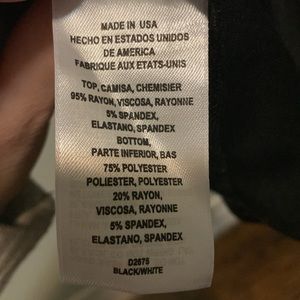 MADE IN USA
HECHO EN ESTADOS UNIDOS
DE AMERICA
FABRIQUE AUX ETATS-UNIS
TOP, CAMISA, CHEMISIER
95% RAYON, VISCOSA, RAYONNE
5% SPANDEX,
ELASTANO, SPANDEX
BOTTOM,
PARTE INFERIOR, BAS
75% POLYESTER
POLIESTER, POLYESTER
20% RAYON,
VISCOSA, RAYONNE
5% SPANDEX,
ELASTANO, SPANDEX
D2675
BLACK/WHITE